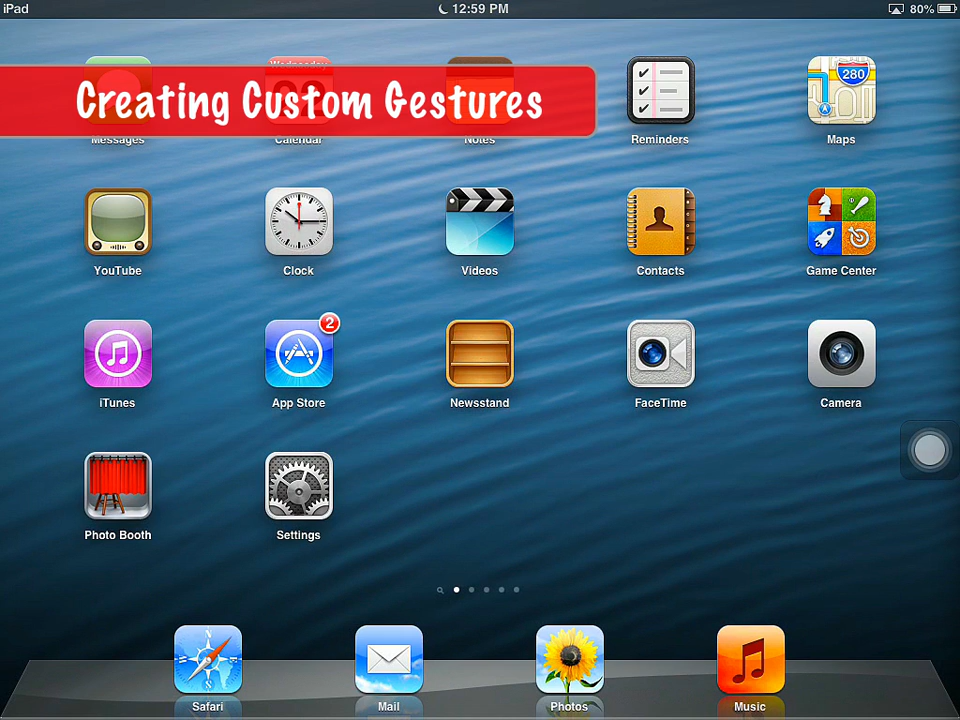 iPad
12:59 PM
80%
Wednesday
280
Creating Custom Gestures
Messages
Calendar
Notes
Reminders
Maps
YouTube
Clock
Videos
Contacts
Game Center
2
iTunes
App Store
Newsstand
FaceTime
Camera
Photo Booth
Settings
N
S
Safari
Mail
Photos
Music